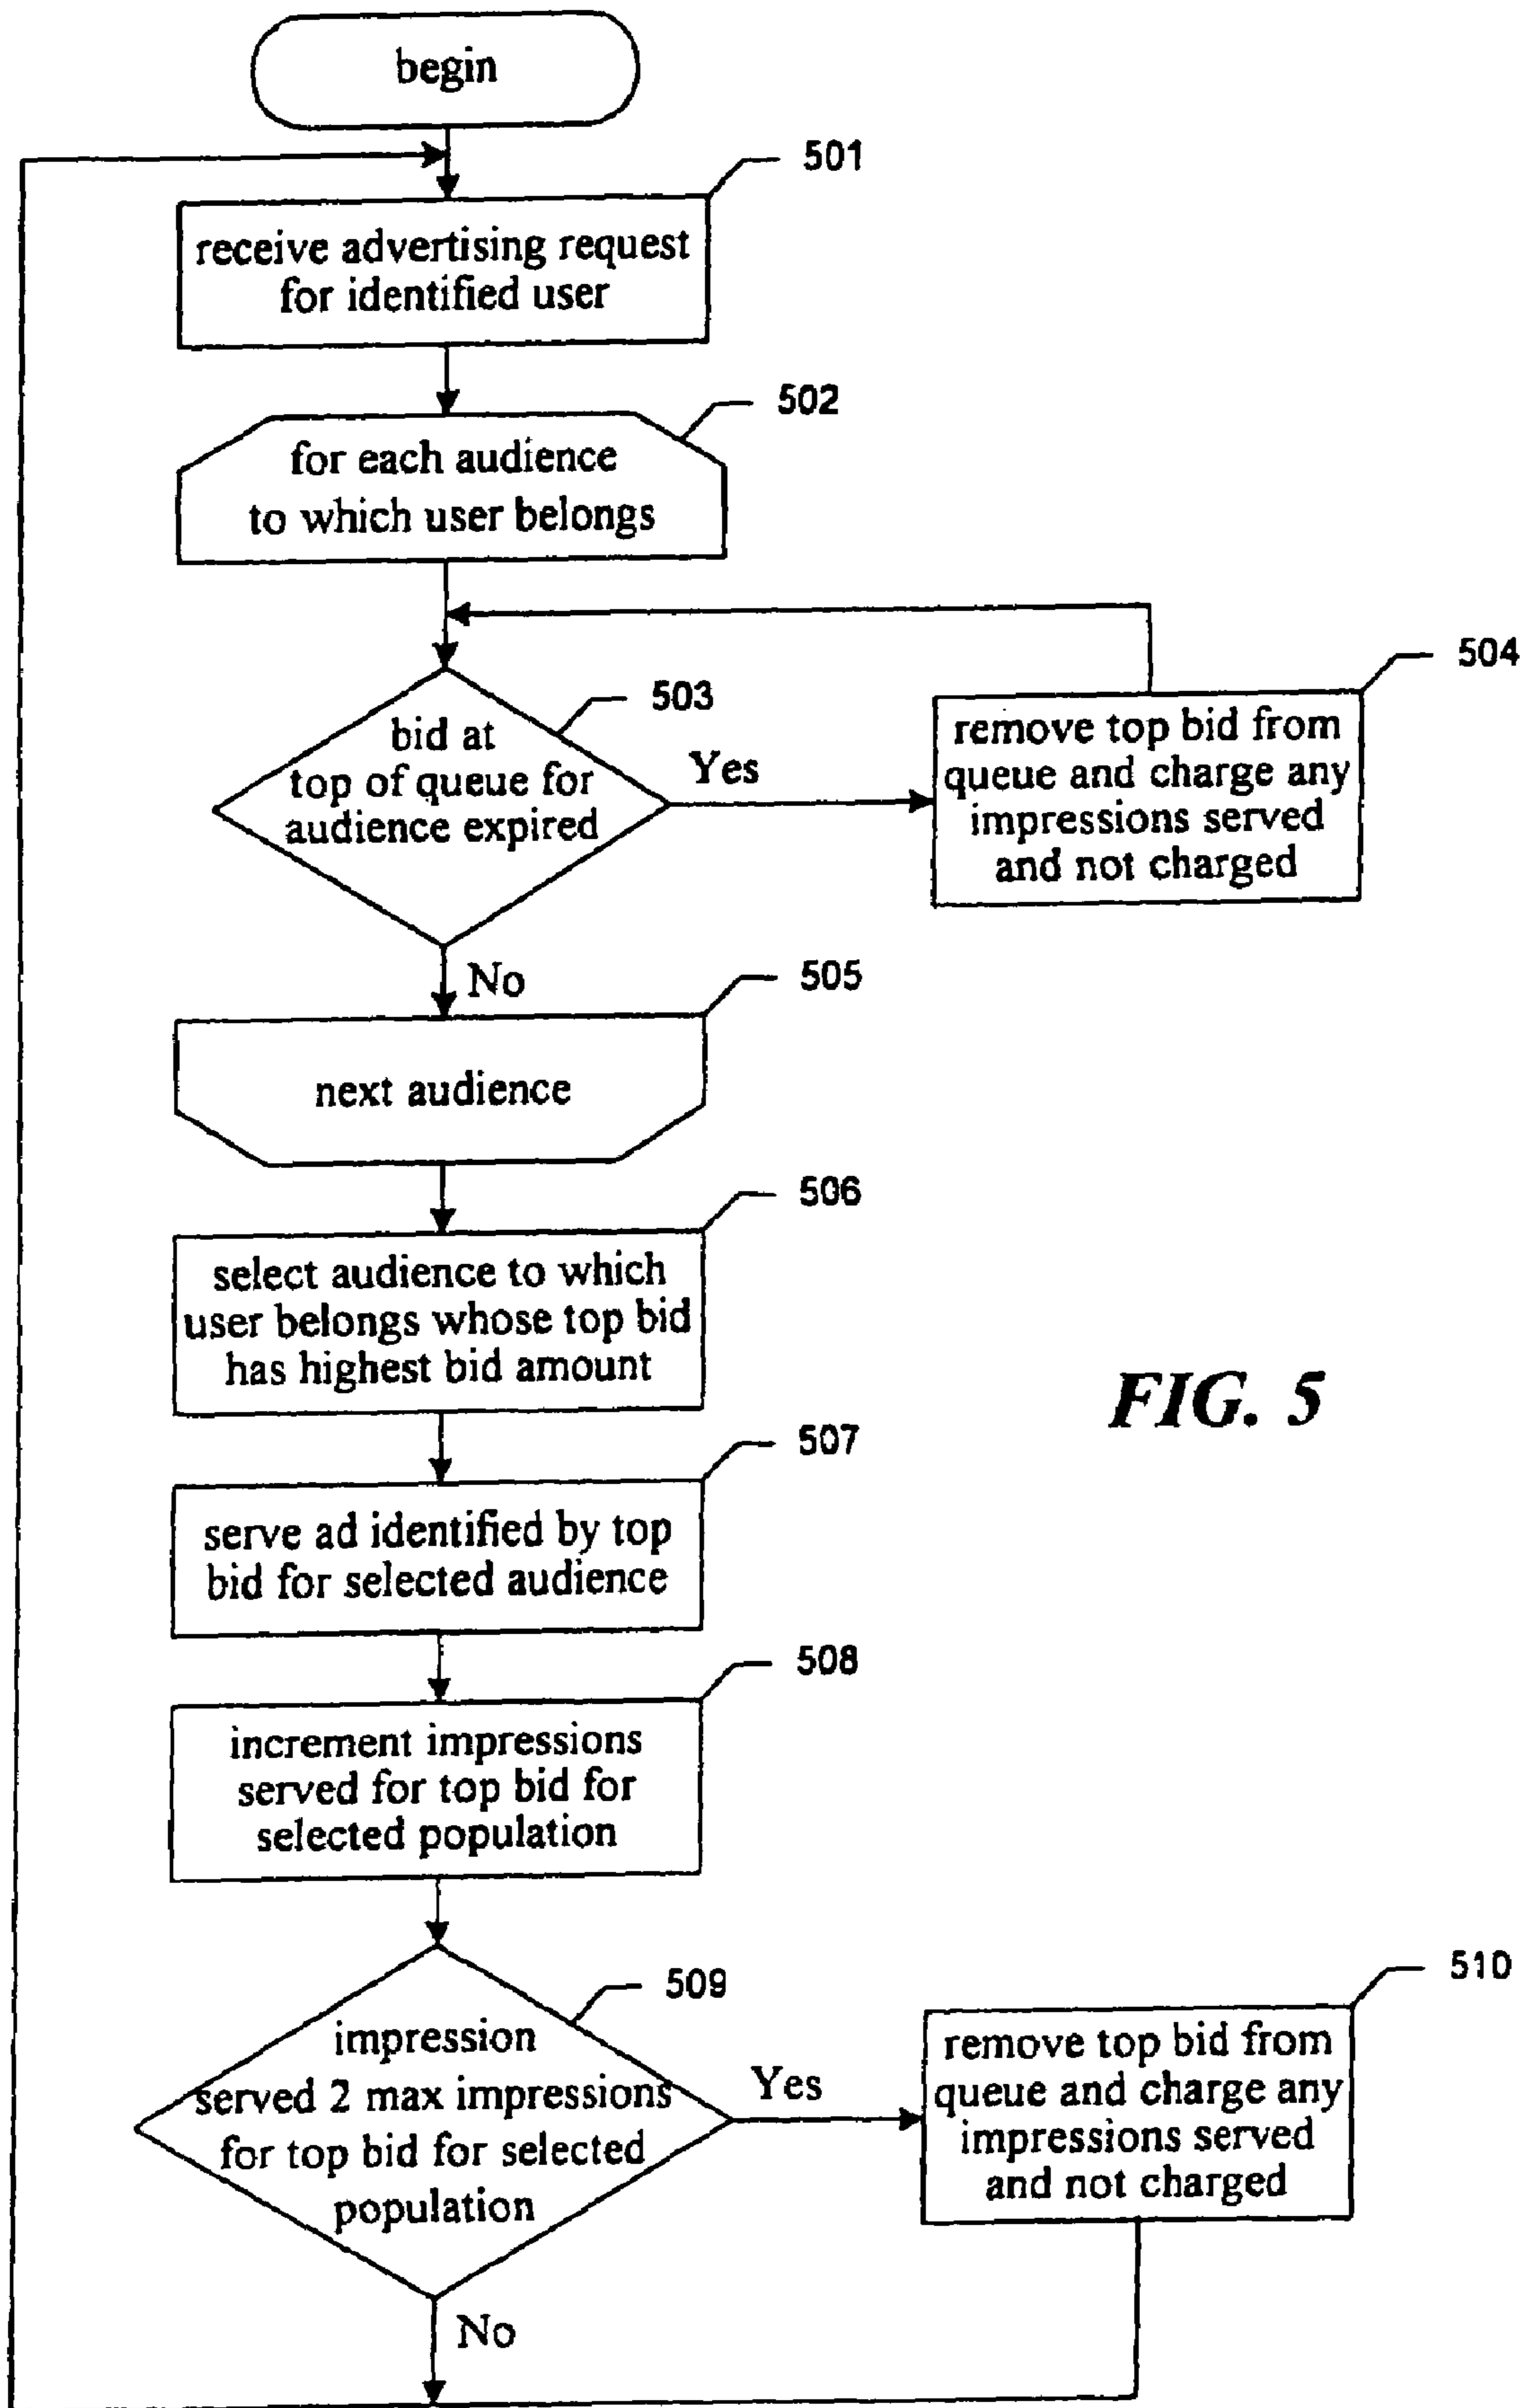 begin
501
receive advertising request
for identified user
502
for each audience
to which user belongs
503
bid at
top of queue for
audience expired
Yes
504
remove top bid from
queue and charge any
impressions served
and not charged
No
505
next audience
506
select audience to which
user belongs whose top bid
has highest bid amount
FIG. 5
507
serve ad identified by top
bid for selected audience
508
increment impressions
served for top bid for
selected population
509
impression
served 2 max impressions
for top bid for selected
population
Yes
510
remove top bid from
queue and charge any
impressions served
and not charged
No